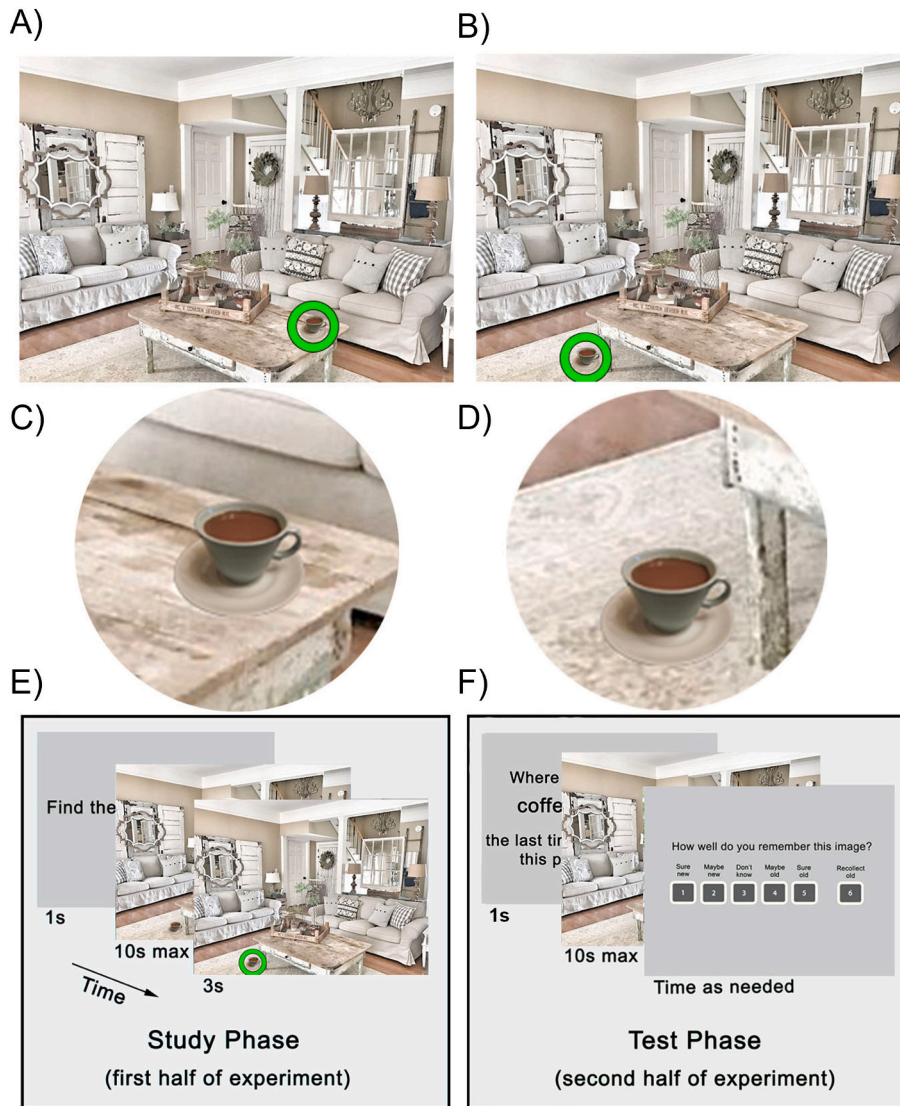 A)
B)
C)
D)
E)
F)
Find the
1s
10s max
3s
Time
Study Phase
(first half of experiment)
Where
coffe
the last tin
this p
1s
10s max
How well do you remember this image?
Sure new
Maybe new
Don't know
Maybe old
Sure old
Recollect old
1
2
3
4
5
6
Time as needed
Test Phase
(second half of experiment)